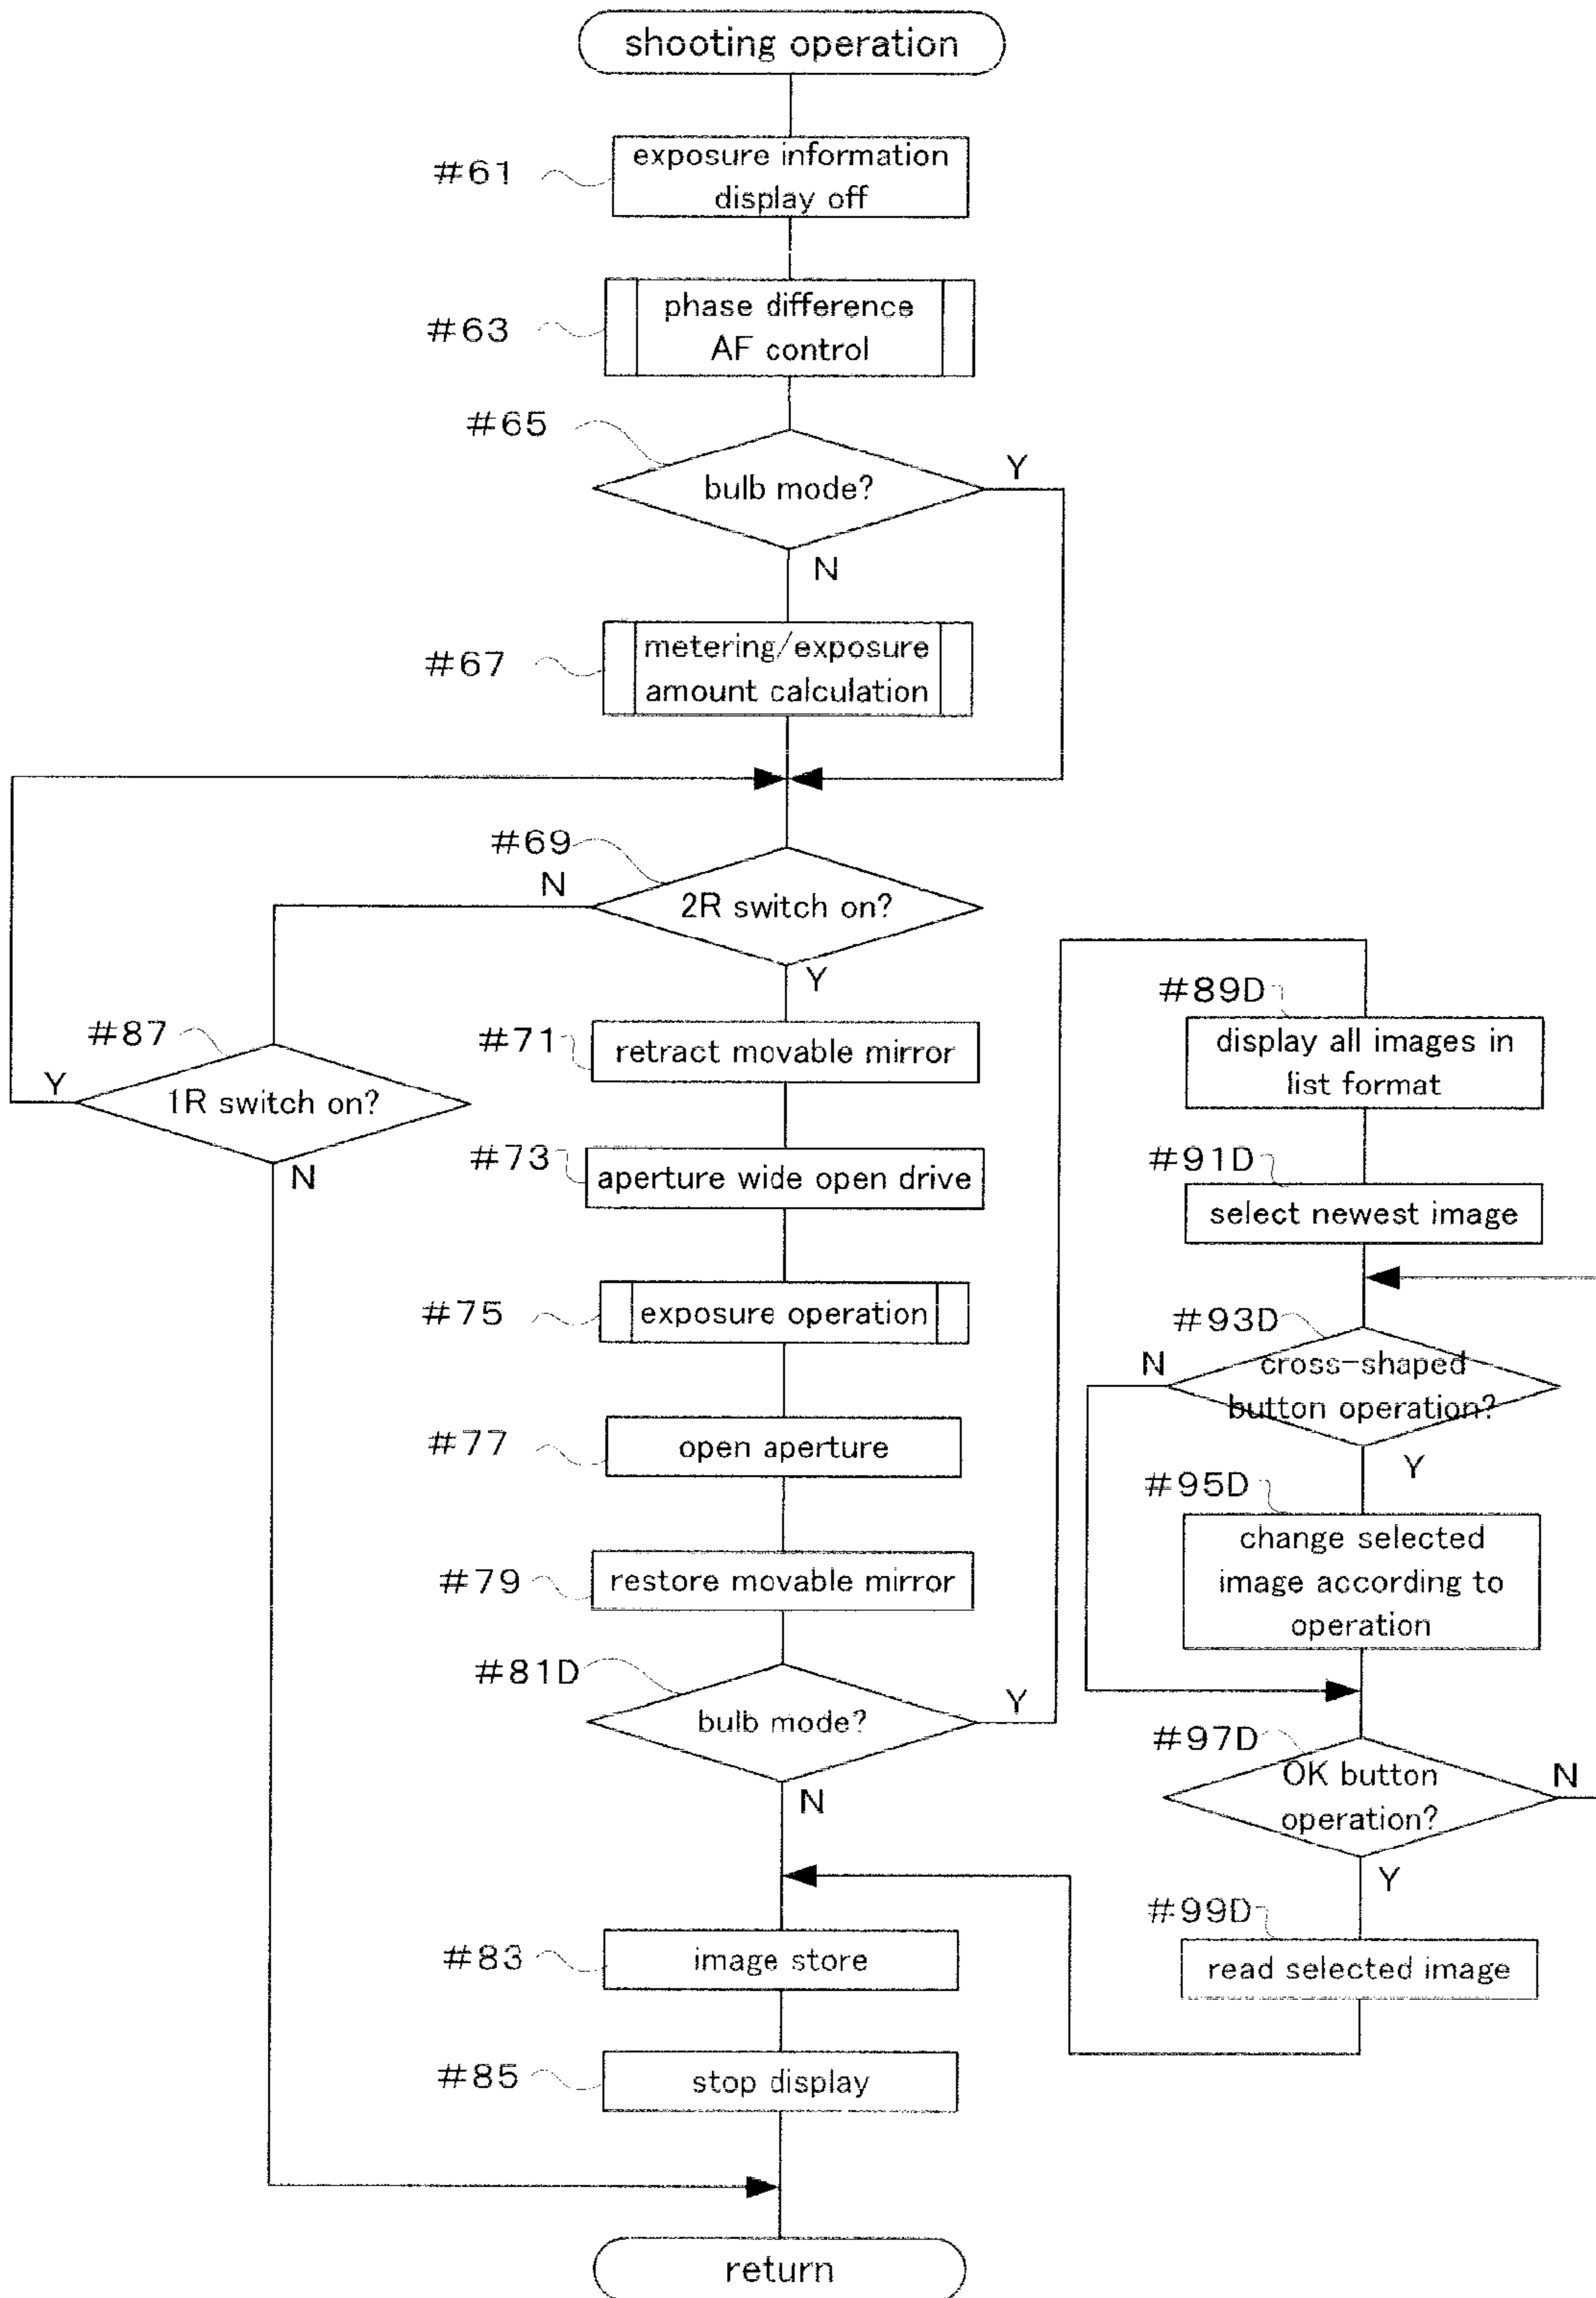 shooting operation
#61
exposure information
display off
#63
phase difference
AF control
#65
bulb mode?
Y
N
#67
metering/exposure
amount calculation
#69
2R switch on?
N
Y
#87
1R switch on?
Y
N
#71
retract movable mirror
#73
aperture wide open drive
#75
exposure operation
#77
open aperture
#79
restore movable mirror
#81D
bulb mode?
Y
N
#83
image store
#85
stop display
return
#89D
display all images in
list format
#91D
select newest image
#93D
cross-shaped
button operation?
N
Y
#95D
change selected
image according to
operation
#97D
OK button
operation?
N
Y
#99D
read selected image